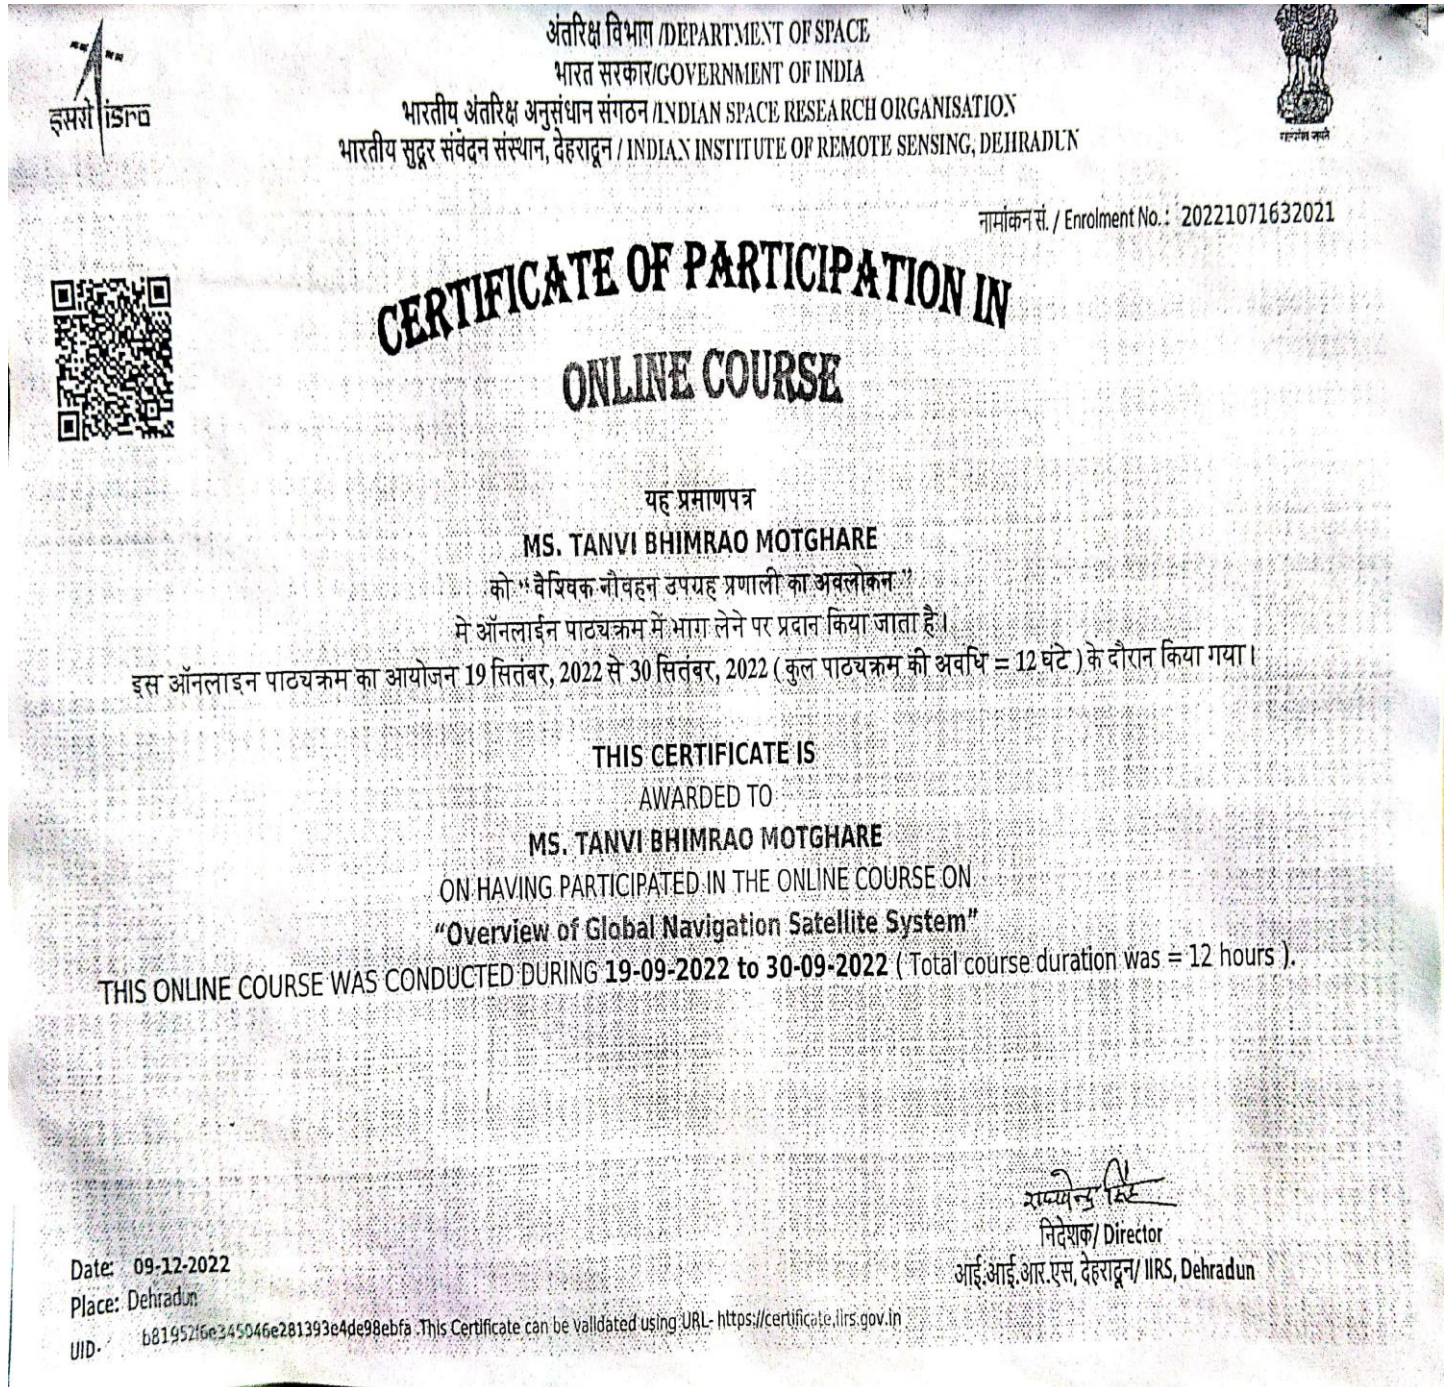 इसरो isro
अंतरिक्ष विभाग /DEPARTMENT OF SPACE
भारत सरकार/GOVERNMENT OF INDIA
भारतीय अंतरिक्ष अनुसंधान संगठन /INDIAN SPACE RESEARCH ORGANISATION
भारतीय सुदूर संवेदन संस्थान, देहरादून / INDIAN INSTITUTE OF REMOTE SENSING, DEHRADUN
सत्यमेव जयते
नामांकन सं. / Enrolment No.: 20221071632021
CERTIFICATE OF PARTICIPATION IN
ONLINE COURSE
यह प्रमाणपत्र
MS. TANVI BHIMRAO MOTGHARE
को “ वैश्विक नौवहन उपग्रह प्रणाली का अवलोकन ”
में ऑनलाईन पाठ्यक्रम में भाग लेने पर प्रदान किया जाता है।
इस ऑनलाइन पाठ्यक्रम का आयोजन 19 सितंबर, 2022 से 30 सितंबर, 2022 ( कुल पाठ्यक्रम की अवधि = 12 घंटे ) के दौरान किया गया।
THIS CERTIFICATE IS
AWARDED TO
MS. TANVI BHIMRAO MOTGHARE
ON HAVING PARTICIPATED IN THE ONLINE COURSE ON
“Overview of Global Navigation Satellite System”
THIS ONLINE COURSE WAS CONDUCTED DURING 19-09-2022 to 30-09-2022 ( Total course duration was = 12 hours ).
निदेशक/ Director
आई.आई.आर.एस, देहरादून/ IIRS, Dehradun
Date: 09-12-2022
Place: Dehradun
UID- b81952f6e345046e281393e4de98ebfa .This Certificate can be validated using URL- https://certificate.iirs.gov.in